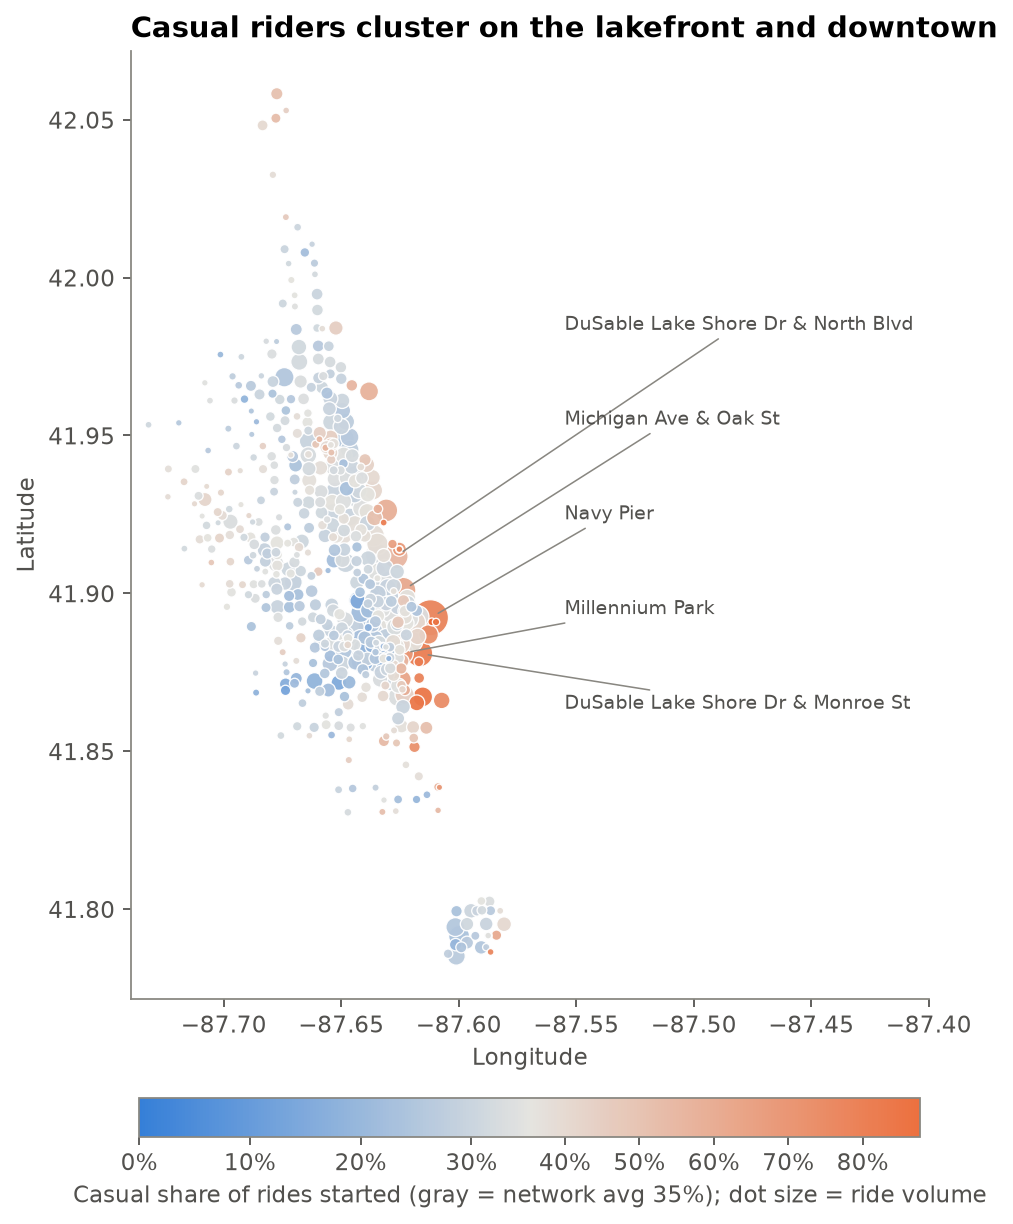 Casual riders cluster on the lakefront and downtown
42.05
42.00
41.95
41.90
41.85
41.80
Latitude
DuSable Lake Shore Dr & North Blvd
Michigan Ave & Oak St
Navy Pier
Millennium Park
DuSable Lake Shore Dr & Monroe St
−87.70 −87.65 −87.60 −87.55 −87.50 −87.45 −87.40
Longitude
0% 10% 20% 30% 40% 50% 60% 70% 80%
Casual share of rides started (gray = network avg 35%); dot size = ride volume